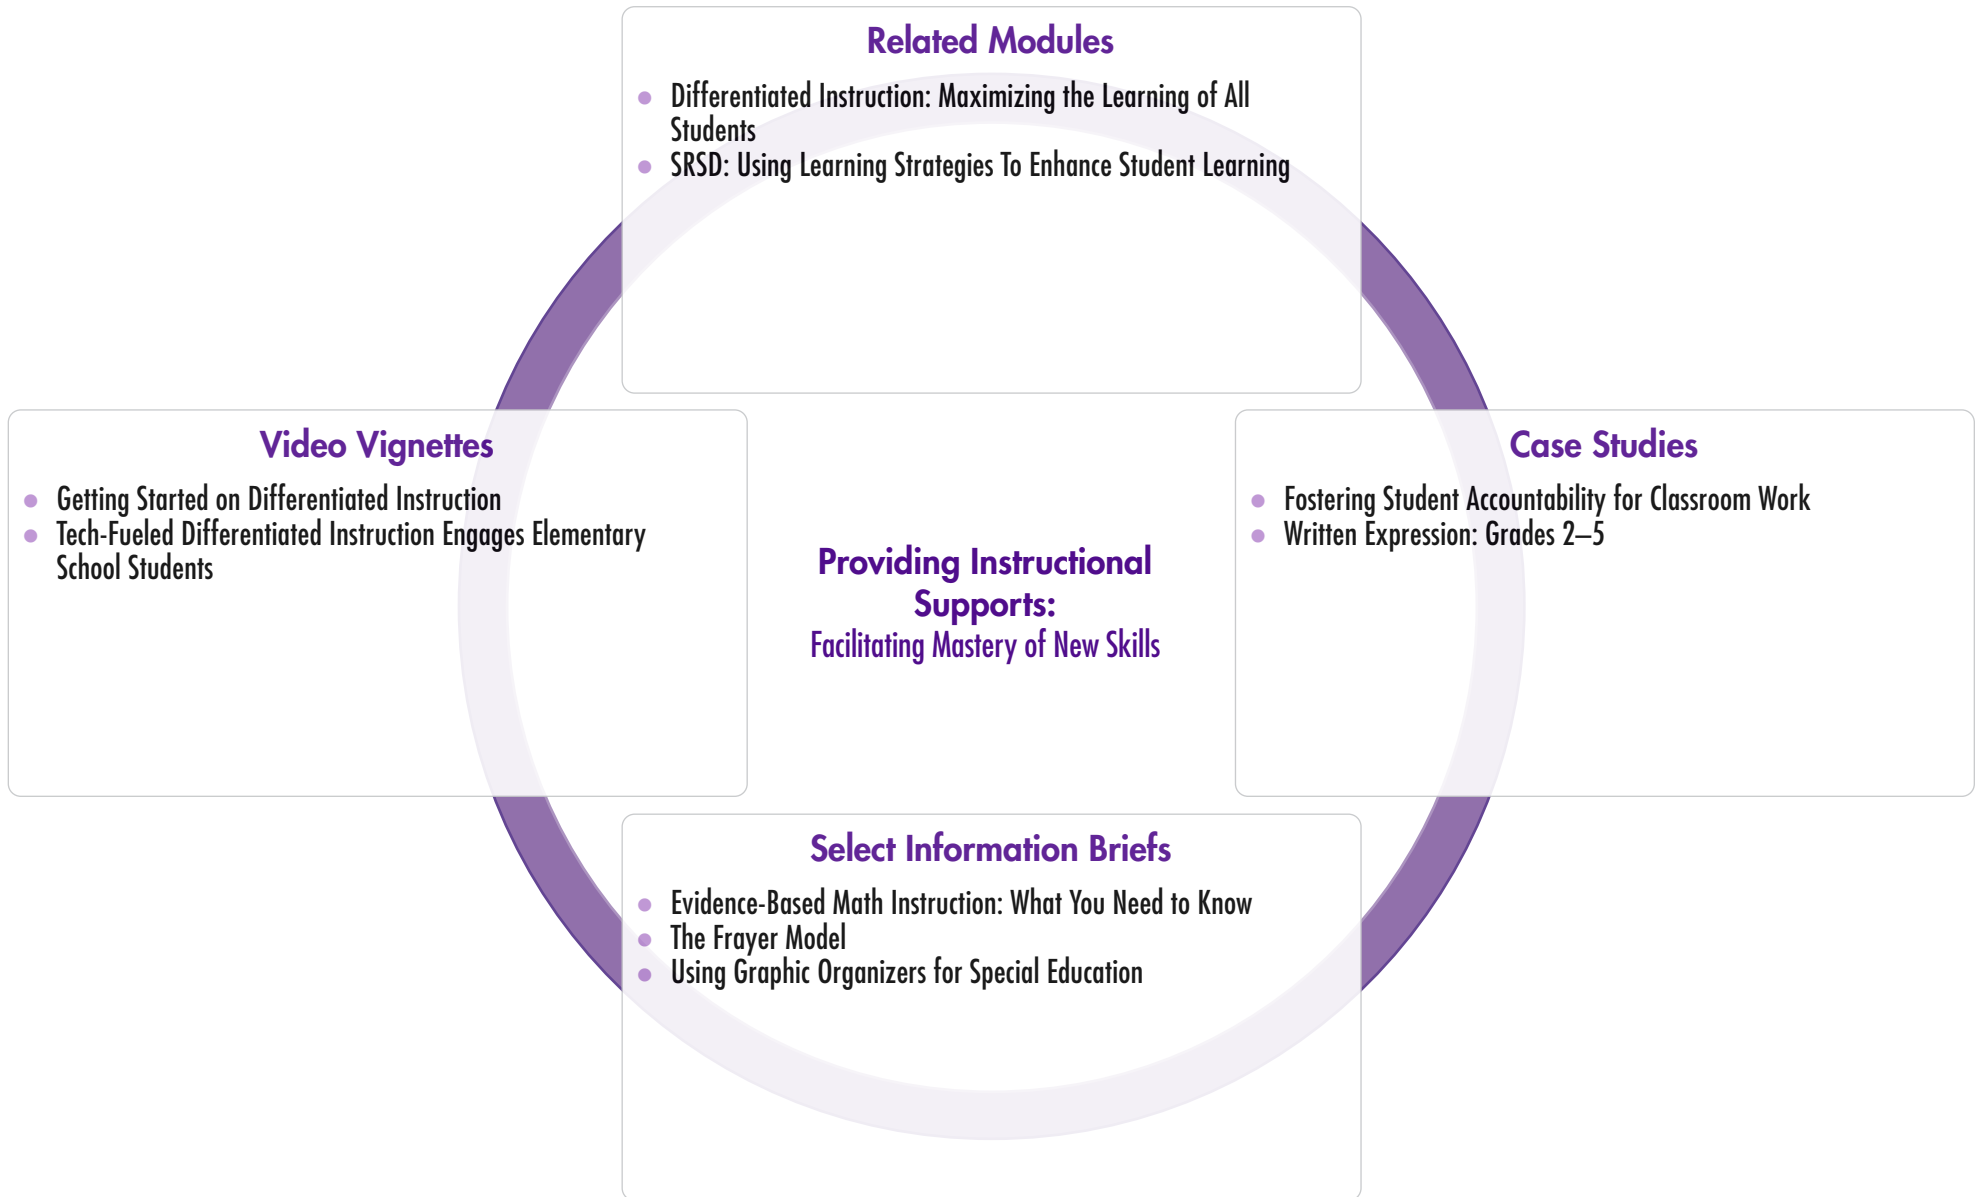 Related Modules
Differentiated Instruction: Maximizing the Learning of All
Students
SRSD: Using Learning Strategies To Enhance Student Learning
Video Vignettes
Getting Started on Differentiated Instruction
Tech-Fueled Differentiated Instruction Engages Elementary
School Students
Providing Instructional
Supports:
Facilitating Mastery of New Skills
Case Studies
Fostering Student Accountability for Classroom Work
Written Expression: Grades 2–5
Select Information Briefs
Evidence-Based Math Instruction: What You Need to Know
The Frayer Model
Using Graphic Organizers for Special Education